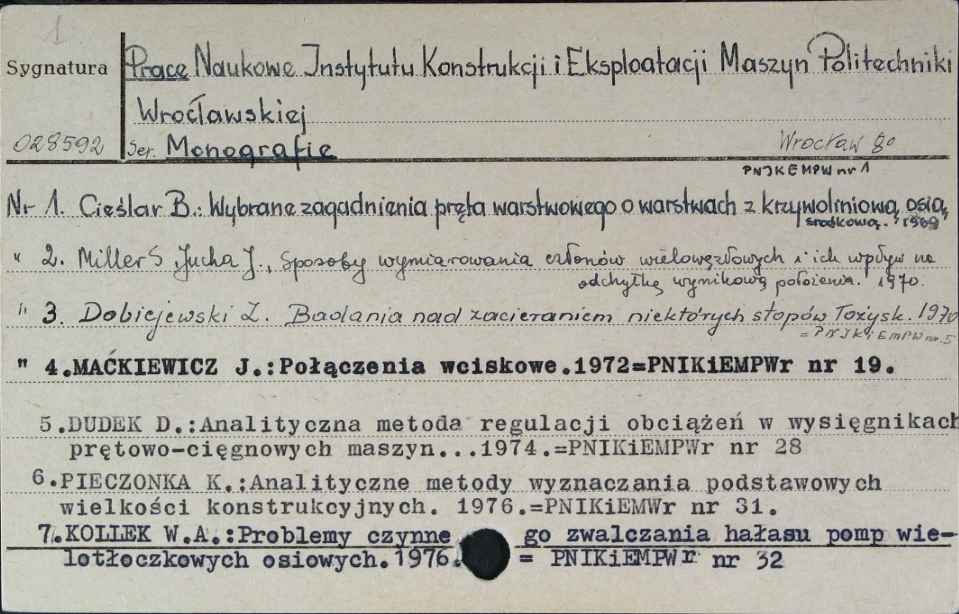 1
Sygnatura
Prace Naukowe Instytutu Konstrukcji i Eksploatacji Maszyn Politechniki
Wrocławskiej
028592 Ser. Monografie Wrocław 80
PNJKEMPW nr 1
Nr 1. Cieślar B.: Wybrane zagadnienia pręta warstwowego o warstwach z krzywoliniową osią
środkową. 1969
" 2. Miller S Jucha J., Sposoby wymiarowania członów wielowęzłowych i ich wpływ na
odchyłkę wynikową położenia. 1970.
" 3. Dobiejewski Z. Badania nad zacieraniem niektórych stopów łożysk. 1970
= PNJKiEMPW nr. 5
" 4.MAĆKIEWICZ J.:Połączenia wciskowe.1972=PNIKiEMPWr nr 19.
5.DUDEK D.:Analityczna metoda regulacji obciążeń w wysięgnikach
prętowo-cięgnowych maszyn...1974.=PNIKiEMPWr nr 28
6.PIECZONKA K.:Analityczne metody wyznaczania podstawowych
wielkości konstrukcyjnych. 1976.=PNIKiEMWr nr 31.
7.KOLLEK W.A.:Problemy czynne go zwalczania hałasu pomp wie-
lotłoczkowych osiowych.1976. = PNIKiEMPWr nr 32